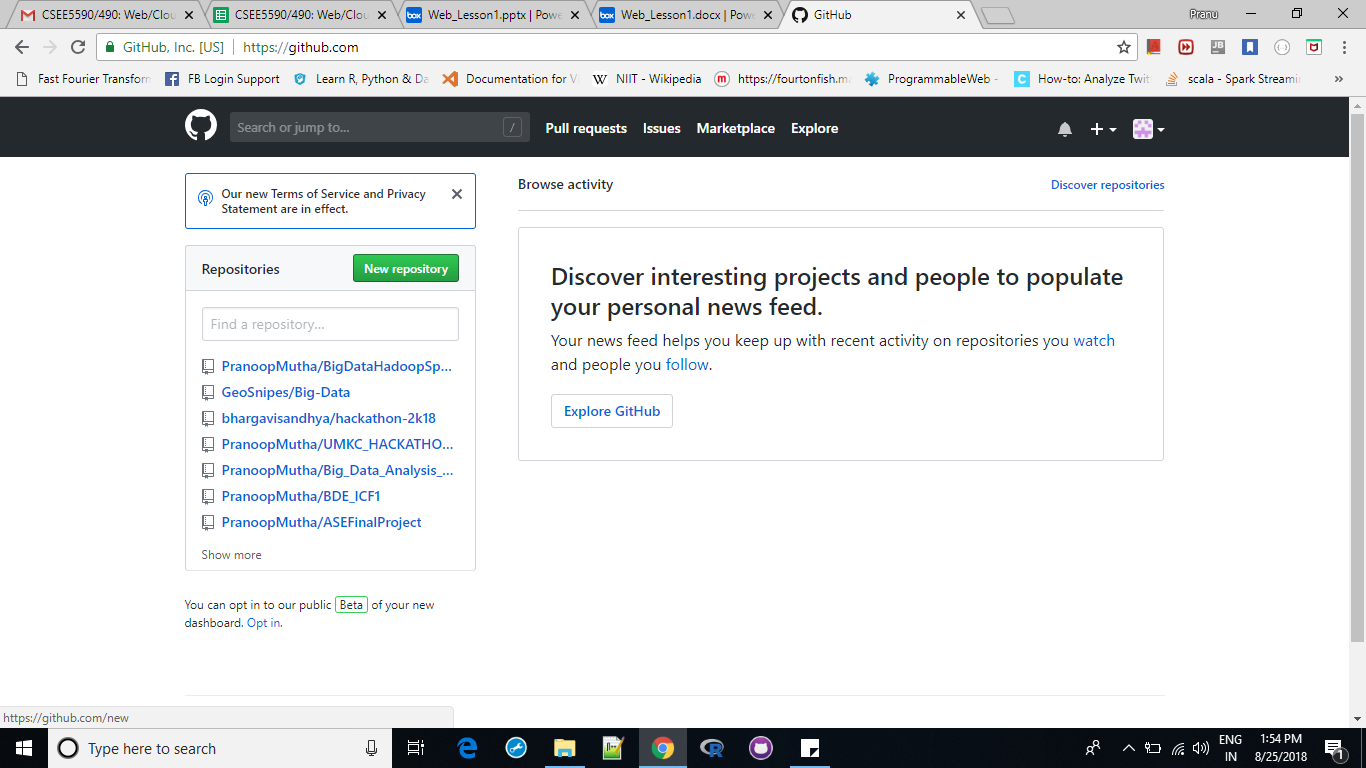 CSEE5590/490: Web/Clou
CSEE5590/490: Web/Clou
box Web_Lesson1.pptx | Pow
box Web_Lesson1.docx | Pow
GitHub
Pranu
GitHub, Inc. [US]
https://github.com
Fast Fourier Transform
FB Login Support
Learn R, Python & Da
Documentation for V
W NIIT - Wikipedia
m https://fourtonfish.m
ProgrammableWeb -
C How-to: Analyze Twit
scala - Spark Streamin
Search or jump to...
/
Pull requests
Issues
Marketplace
Explore
Our new Terms of Service and Privacy
Statement are in effect.
Repositories
New repository
Find a repository...
PranoopMutha/BigDataHadoopSp...
GeoSnipes/Big-Data
bhargavisandhya/hackathon-2k18
PranoopMutha/UMKC_HACKATHO...
PranoopMutha/Big_Data_Analysis_...
PranoopMutha/BDE_ICF1
PranoopMutha/ASEFinalProject
Show more
You can opt in to our public Beta of your new
dashboard. Opt in.
Browse activity
Discover repositories
Discover interesting projects and people to populate
your personal news feed.
Your news feed helps you keep up with recent activity on repositories you watch
and people you follow.
Explore GitHub
https://github.com/new
Type here to search
ENG
IN
1:54 PM
8/25/2018
1